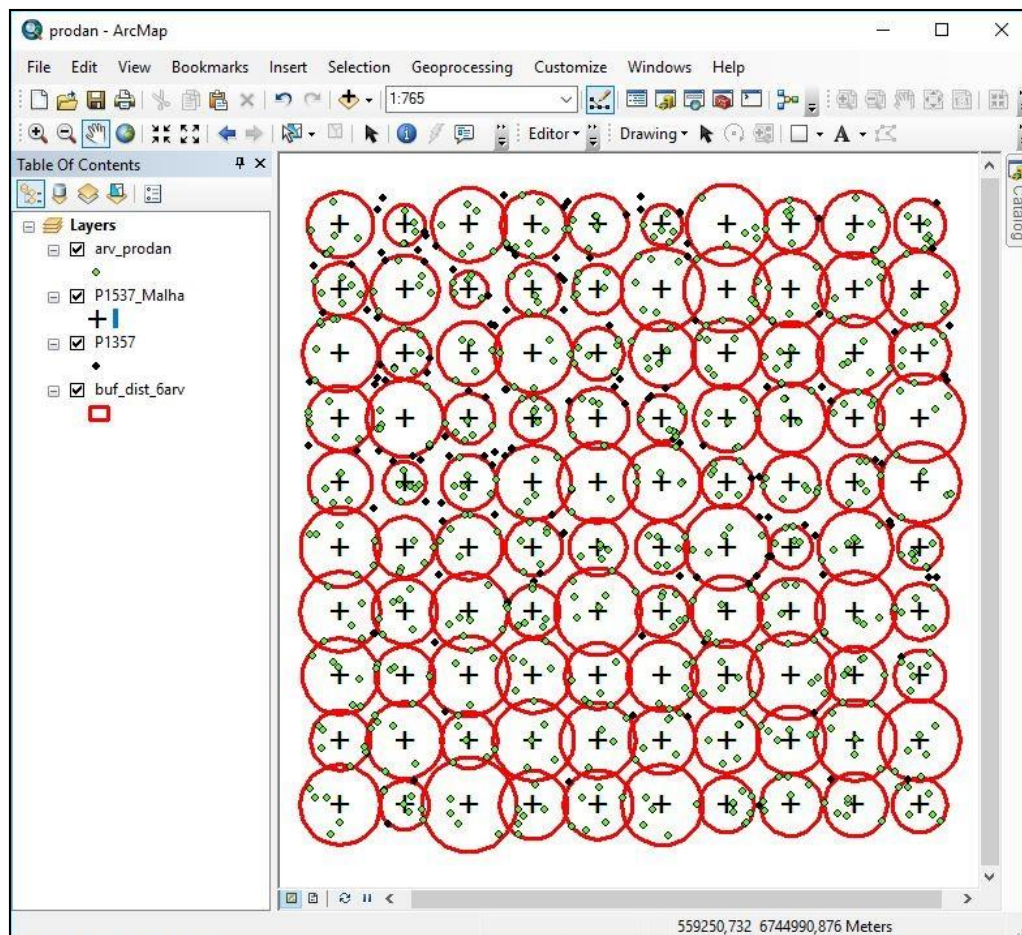 prodan - ArcMap
File Edit View Bookmarks Insert Selection Geoprocessing Customize Windows Help
1:765
Editor Drawing A
Table Of Contents
Layers
arv_prodan
P1537_Malha
P1357
buf_dist_6arv
Catalog
559250,732 6744990,876 Meters